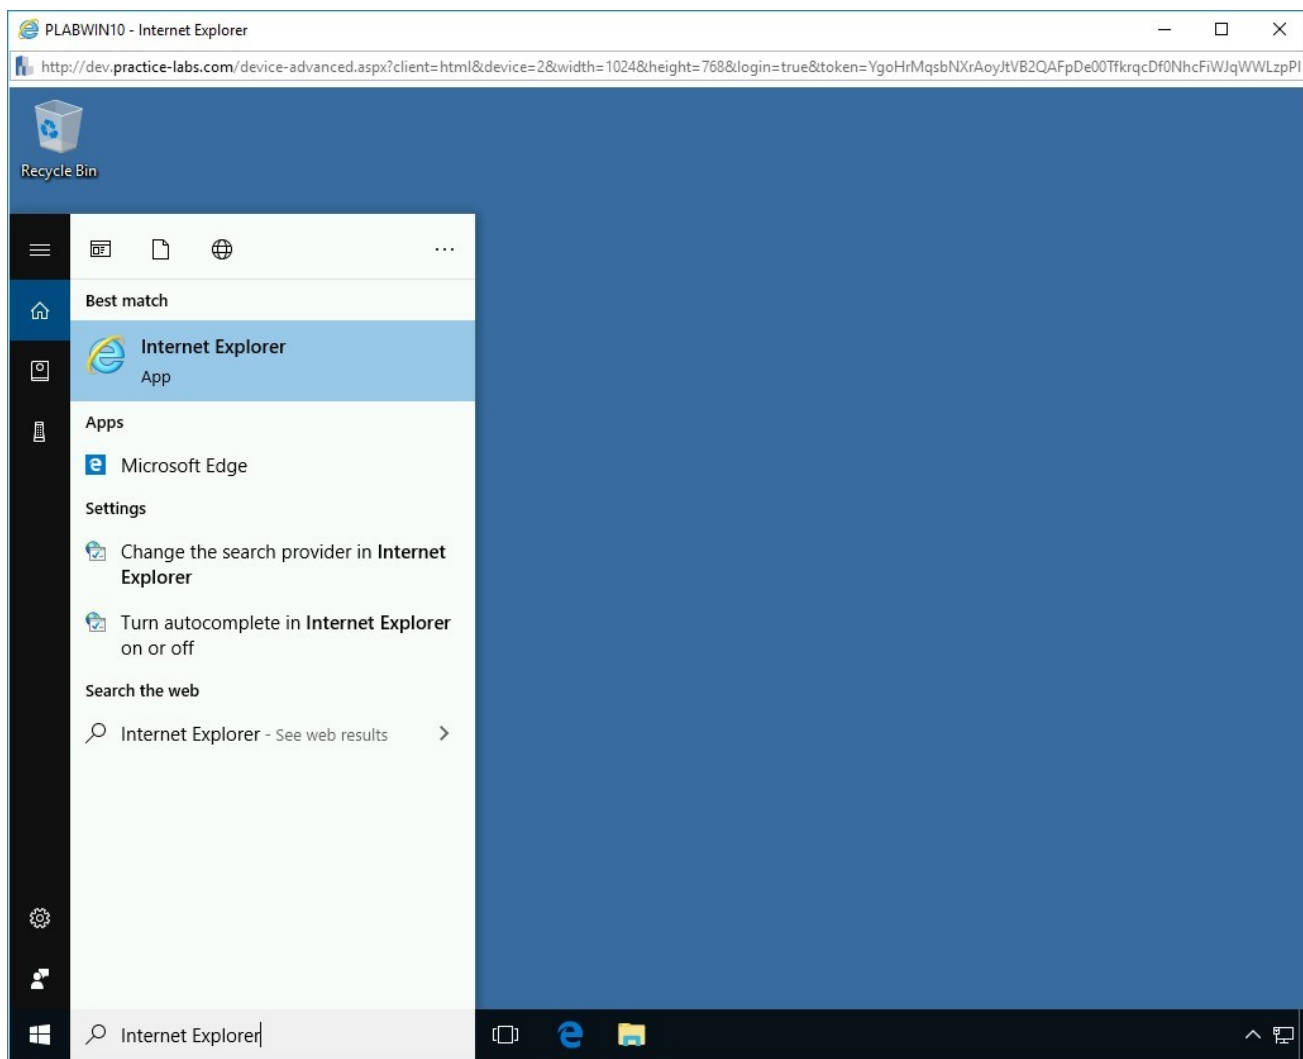 PLABWIN10 - Internet Explorer
http://dev.practice-labs.com/device-advanced.aspx?client=html&device=2&width=1024&height=768&login=true&token=YgoHrMqsbNXrAoyJtVB2QAFpDe00TfkrqcDf0NhcFiWJqWWLzpPI
Recycle Bin
Best match
Internet Explorer
App
Apps
Microsoft Edge
Settings
Change the search provider in Internet
Explorer
Turn autocomplete in Internet Explorer
on or off
Search the web
Internet Explorer - See web results
Internet Explorer